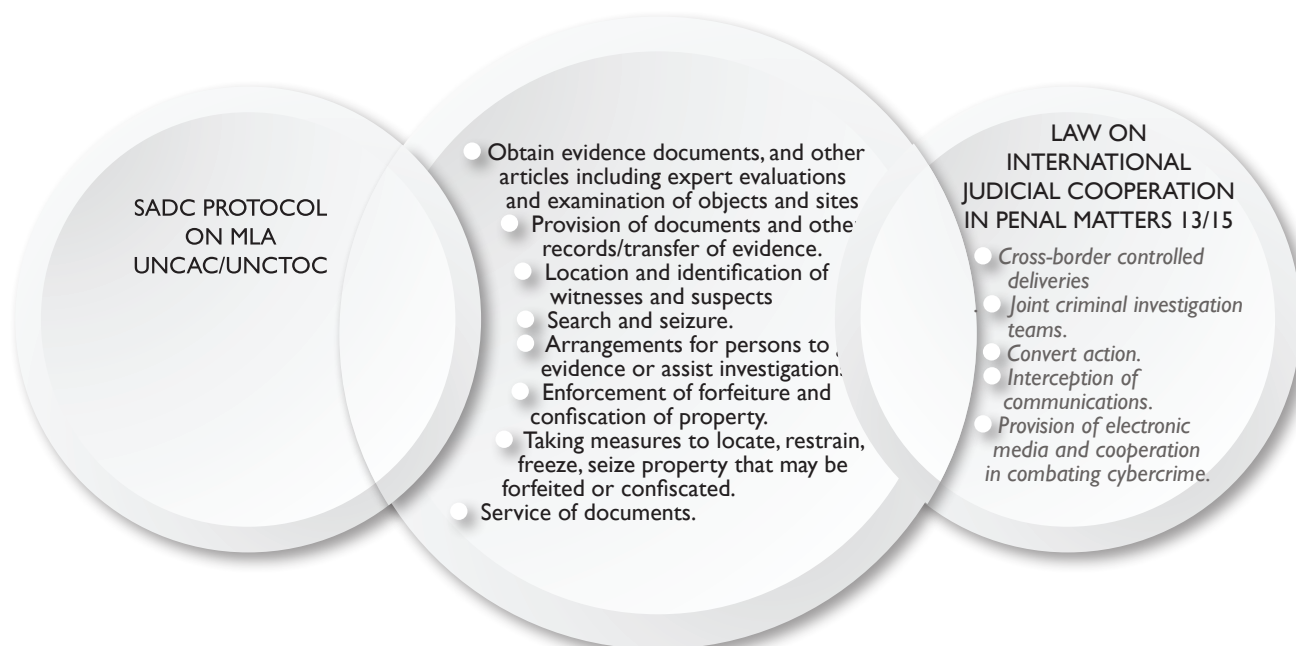 SADC PROTOCOL
ON MLA
UNCAC/UNCTOC
Obtain evidence documents, and other
articles including expert evaluations
and examination of objects and sites
Provision of documents and othe
records/transfer of evidence.
Location and identification of
witnesses and suspects
Search and seizure.
Arrangements for persons to
evidence or assist investigation
Enforcement of forfeiture and
confiscation of property.
Taking measures to locate, restrain,
freeze, seize property that may be
forfeited or confiscated.
Service of documents.
LAW ON
INTERNATIONAL
JUDICIAL COOPERATION
IN PENAL MATTERS 13/15
Cross-border controlled
deliveries
. Joint criminal investigation
teams.
Convert action.
Interception of
communications.
Provision of electronic
media and cooperation
in combating cybercrime.